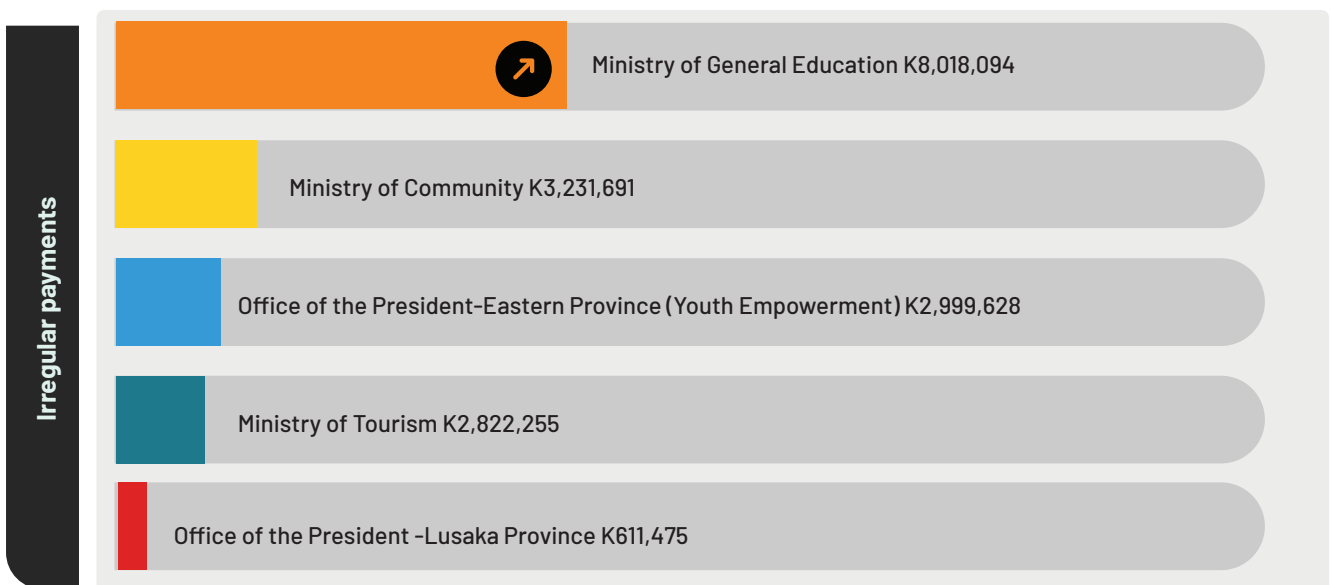 Irregular payments
Ministry of General Education K8,018,094
Ministry of Community K3,231,691
Office of the President-Eastern Province (Youth Empowerment) K2,999,628
Ministry of Tourism K2,822,255
Office of the President -Lusaka Province K611,475